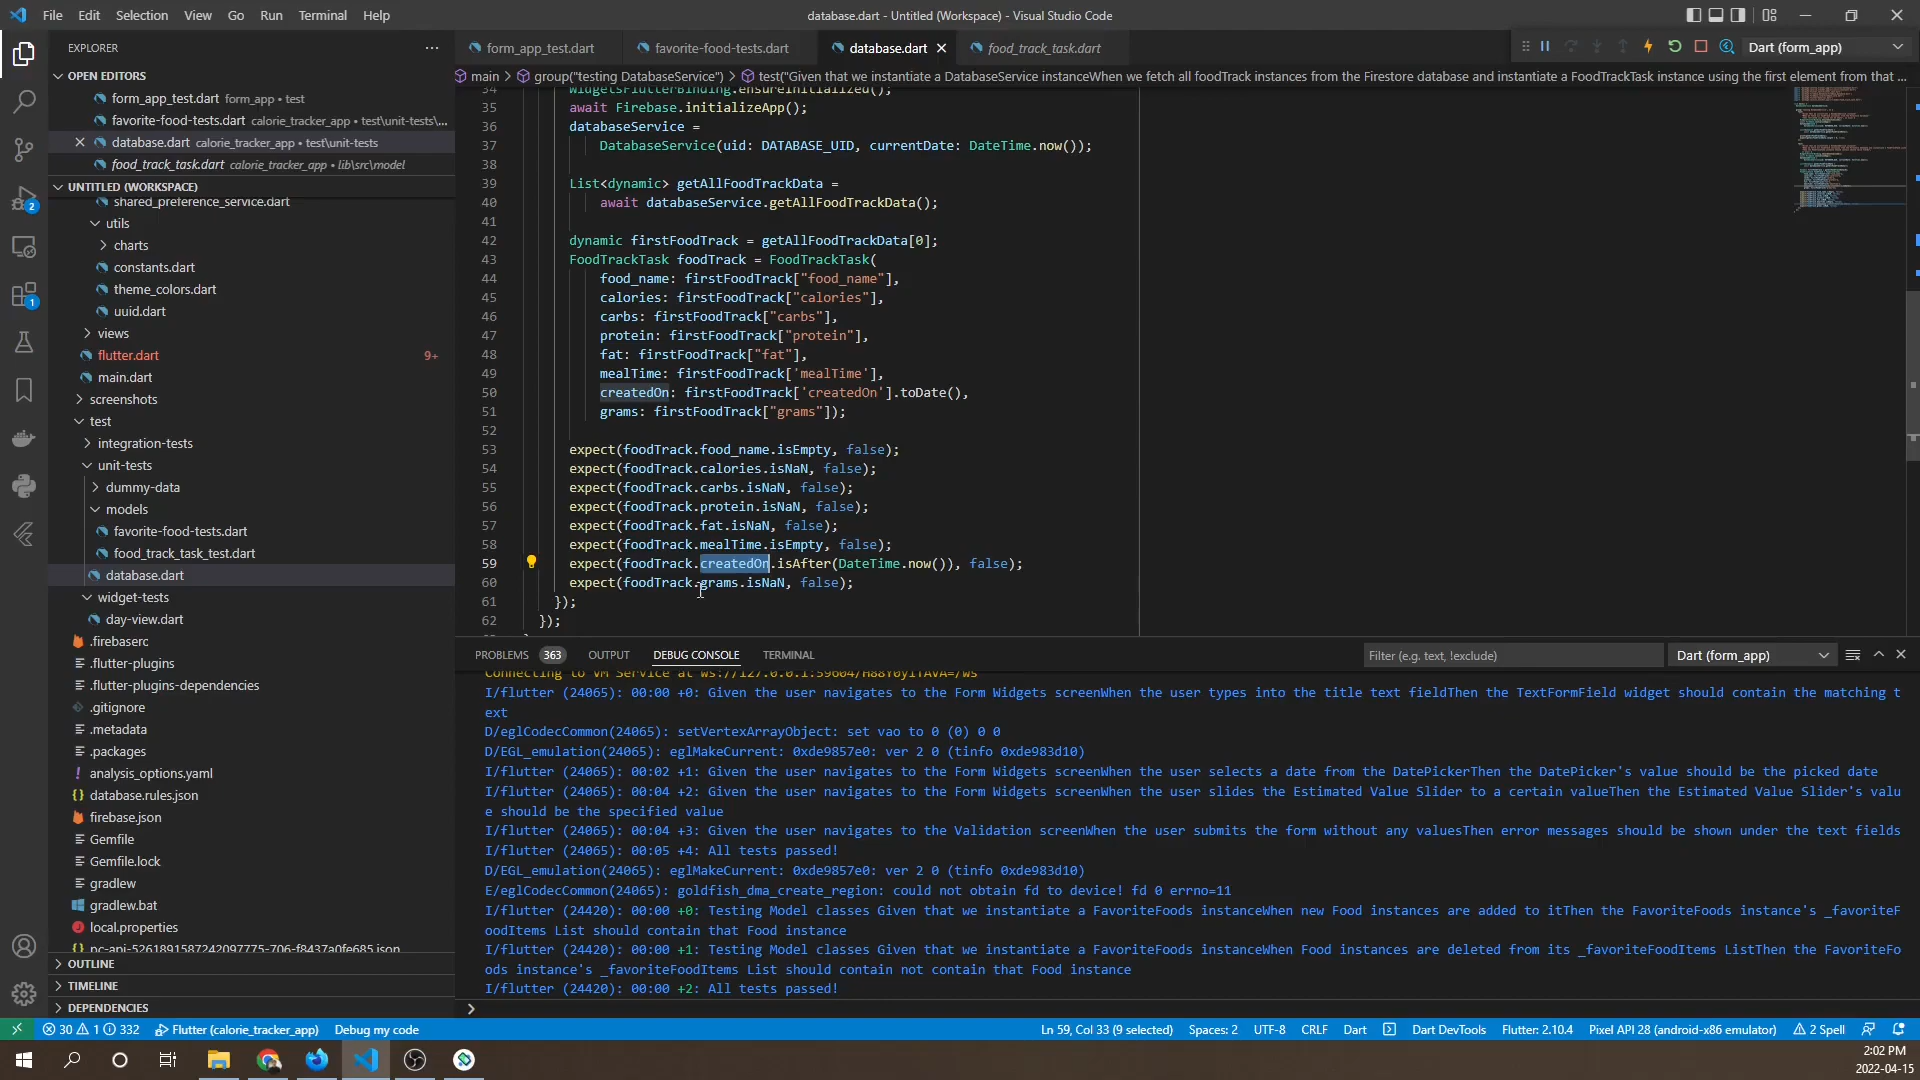 File Edit Selection View Go Run Terminal Help
database.dart - Untitled (Workspace) - Visual Studio Code
EXPLORER
form_app_test.dart
favorite-food-tests.dart
database.dart
food_track_task.dart
Dart (form_app)
OPEN EDITORS
form_app_test.dart form_app • test
favorite-food-tests.dart calorie_tracker_app • test\unit-tests\...
database.dart calorie_tracker_app • test\unit-tests
food_track_task.dart calorie_tracker_app • lib\src\model
UNTITLED (WORKSPACE)
shared_preference_service.dart
utils
charts
constants.dart
theme_colors.dart
uuid.dart
views
flutter.dart 9+
main.dart
screenshots
test
integration-tests
unit-tests
dummy-data
models
favorite-food-tests.dart
food_track_task_test.dart
database.dart
widget-tests
day-view.dart
.firebaserc
.flutter-plugins
.flutter-plugins-dependencies
.gitignore
.metadata
.packages
analysis_options.yaml
database.rules.json
firebase.json
Gemfile
Gemfile.lock
gradlew
gradlew.bat
local.properties
pc-api-5261891587242097775-706-f8437a0fe685.json
OUTLINE
TIMELINE
DEPENDENCIES
2
1
main > group("testing DatabaseService") > test("Given that we instantiate a DatabaseService instanceWhen we fetch all foodTrack instances from the Firestore database and instantiate a FoodTrackTask instance using the first element from that ...
34 WidgetsFlutterBinding.ensureInitialized();
35 await Firebase.initializeApp();
36 databaseService =
37 DatabaseService(uid: DATABASE_UID, currentDate: DateTime.now());
38
39 List<dynamic> getAllFoodTrackData =
40 await databaseService.getAllFoodTrackData();
41
42 dynamic firstFoodTrack = getAllFoodTrackData[0];
43 FoodTrackTask foodTrack = FoodTrackTask(
44 food_name: firstFoodTrack["food_name"],
45 calories: firstFoodTrack["calories"],
46 carbs: firstFoodTrack["carbs"],
47 protein: firstFoodTrack["protein"],
48 fat: firstFoodTrack["fat"],
49 mealTime: firstFoodTrack['mealTime'],
50 createdOn: firstFoodTrack['createdOn'].toDate(),
51 grams: firstFoodTrack["grams"]);
52
53 expect(foodTrack.food_name.isEmpty, false);
54 expect(foodTrack.calories.isNaN, false);
55 expect(foodTrack.carbs.isNaN, false);
56 expect(foodTrack.protein.isNaN, false);
57 expect(foodTrack.fat.isNaN, false);
58 expect(foodTrack.mealTime.isEmpty, false);
59 expect(foodTrack.createdOn.isAfter(DateTime.now()), false);
60 expect(foodTrack.grams.isNaN, false);
61 });
62 });
PROBLEMS 363 OUTPUT DEBUG CONSOLE TERMINAL
Filter (e.g. text, !exclude)
Dart (form_app)
Connecting to VM Service at ws://127.0.0.1:59604/H88Y0yiTAVA=/ws
I/flutter (24065): 00:00 +0: Given the user navigates to the Form Widgets screenWhen the user types into the title text fieldThen the TextFormField widget should contain the matching t
ext
D/eglCodecCommon(24065): setVertexArrayObject: set vao to 0 (0) 0 0
D/EGL_emulation(24065): eglMakeCurrent: 0xde9857e0: ver 2 0 (tinfo 0xde983d10)
I/flutter (24065): 00:02 +1: Given the user navigates to the Form Widgets screenWhen the user selects a date from the DatePickerThen the DatePicker's value should be the picked date
I/flutter (24065): 00:04 +2: Given the user navigates to the Form Widgets screenWhen the user slides the Estimated Value Slider to a certain valueThen the Estimated Value Slider's valu
e should be the specified value
I/flutter (24065): 00:04 +3: Given the user navigates to the Validation screenWhen the user submits the form without any valuesThen error messages should be shown under the text fields
I/flutter (24065): 00:05 +4: All tests passed!
D/EGL_emulation(24065): eglMakeCurrent: 0xde9857e0: ver 2 0 (tinfo 0xde983d10)
E/eglCodecCommon(24065): goldfish_dma_create_region: could not obtain fd to device! fd 0 errno=11
I/flutter (24420): 00:00 +0: Testing Model classes Given that we instantiate a FavoriteFoods instanceWhen new Food instances are added to itThen the FavoriteFoods instance's _favoriteF
oodItems List should contain that Food instance
I/flutter (24420): 00:00 +1: Testing Model classes Given that we instantiate a FavoriteFoods instanceWhen Food instances are deleted from its _favoriteFoodItems ListThen the FavoriteFo
ods instance's _favoriteFoodItems List should contain not contain that Food instance
I/flutter (24420): 00:00 +2: All tests passed!
30 1 332 Flutter (calorie_tracker_app) Debug my code
Ln 59, Col 33 (9 selected) Spaces: 2 UTF-8 CRLF Dart Dart DevTools Flutter: 2.10.4 Pixel API 28 (android-x86 emulator) 2 Spell
2:02 PM
2022-04-15